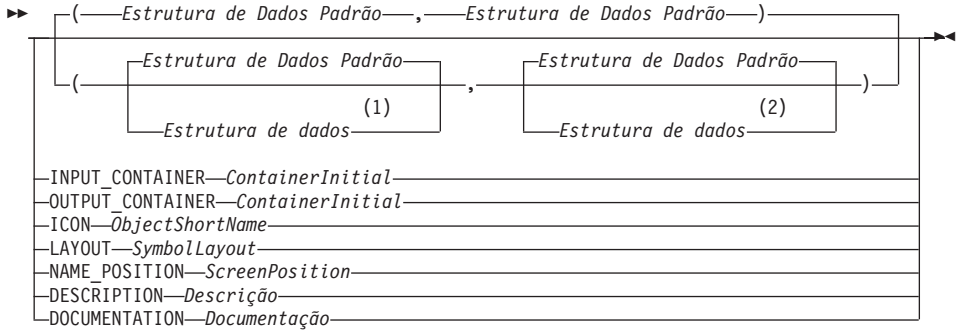 ( Estrutura de Dados Padrão , Estrutura de Dados Padrão )
Estrutura de Dados Padrão Estrutura de Dados Padrão
( , )
(1) (2)
Estrutura de dados Estrutura de dados
INPUT_CONTAINER ContainerInitial
OUTPUT_CONTAINER ContainerInitial
ICON ObjectShortName
LAYOUT SymbolLayout
NAME_POSITION ScreenPosition
DESCRIPTION Descrição
DOCUMENTATION Documentação